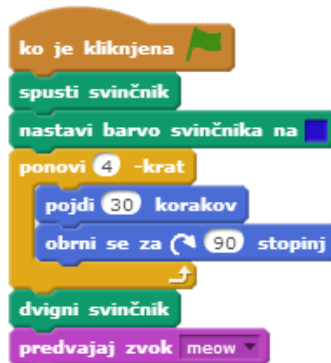 ko je kliknjena
spusti svinčnik
nastavi barvo svinčnika na
ponovi 4 -krat
pojdi 30 korakov
obrni se za 90 stopinj
dvigni svinčnik
predvajaj zvok meow